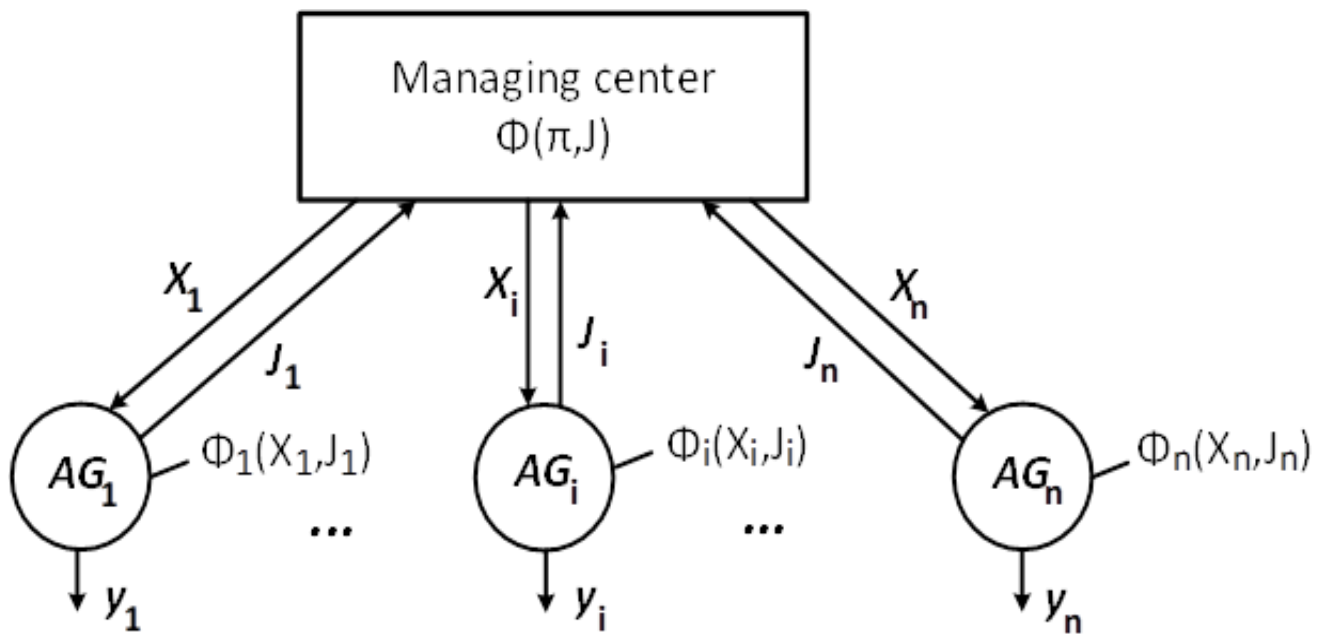 Managing center
Φ(π,J)
X₁
J₁
Xᵢ
Jᵢ
Jₙ
Xₙ
AG₁
Φ₁(X₁,J₁)
AGᵢ
Φᵢ(Xᵢ,Jᵢ)
AGₙ
Φₙ(Xₙ,Jₙ)
...
...
y₁
yᵢ
yₙ